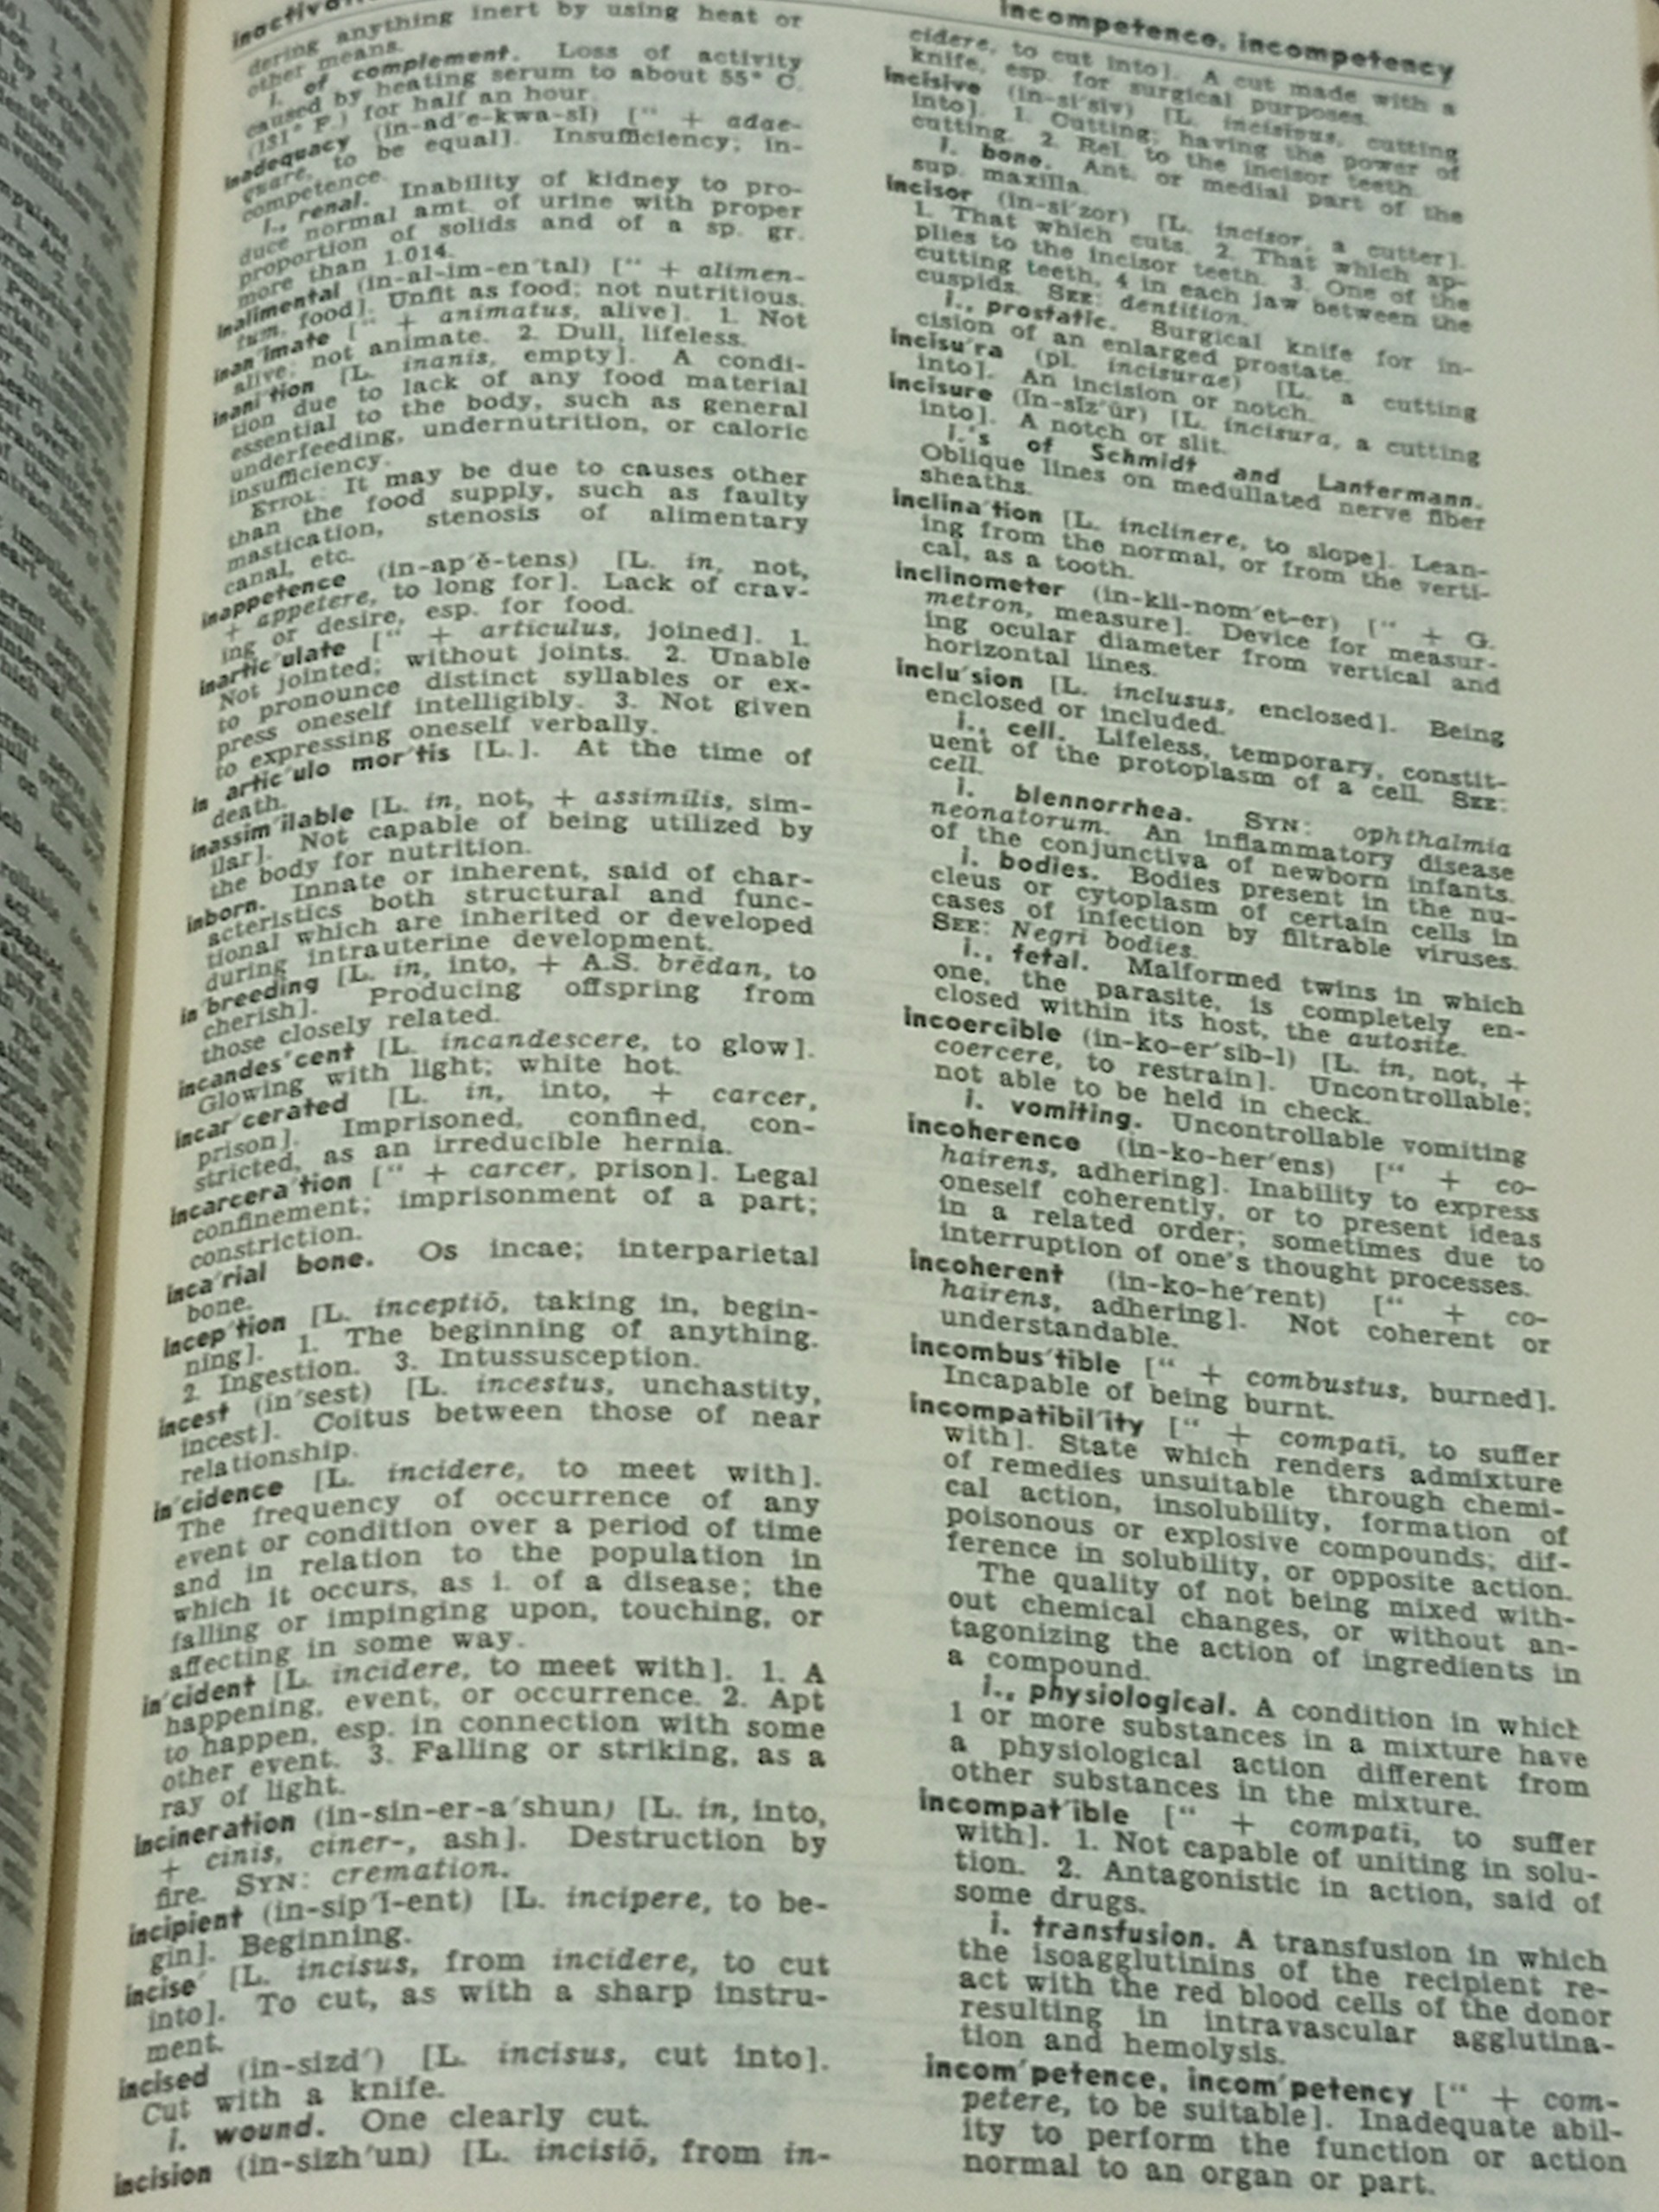 incompetence, incompetency
dering anything inert by using heat or
other means.
i. of complement. Loss of activity
caused by heating serum to about 55° C.
(131° F.) for half an hour.
inadequacy (in-ad´e-kwa-sĭ) [“ + adae-
quare, to be equal]. Insufficiency; in-
competence.
i., renal. Inability of kidney to pro-
duce normal amt. of urine with proper
proportion of solids and of a sp. gr.
more than 1.014.
inalimental (in-al-im-en´tal) [“ + alimen-
tum, food]. Unfit as food; not nutritious.
inan´imate [“ + animatus, alive]. 1. Not
alive; not animate. 2. Dull, lifeless.
inani´tion [L. inanis, empty]. A condi-
tion due to lack of any food material
essential to the body, such as general
underfeeding, undernutrition, or caloric
insufficiency.
ETIOL: It may be due to causes other
than the food supply, such as faulty
mastication, stenosis of alimentary
canal, etc.
inappetence (in-ap´ĕ-tens) [L. in, not,
+ appetere, to long for]. Lack of crav-
ing or desire, esp. for food.
inartic´ulate [“ + articulus, joined]. 1.
Not jointed; without joints. 2. Unable
to pronounce distinct syllables or ex-
press oneself intelligibly. 3. Not given
to expressing oneself verbally.
in artic´ulo mor´tis [L.]. At the time of
death.
inassim´ilable [L. in, not, + assimilis, sim-
ilar]. Not capable of being utilized by
the body for nutrition.
inborn. Innate or inherent, said of char-
acteristics both structural and func-
tional which are inherited or developed
during intrauterine development.
in´breeding [L. in, into, + A.S. brēdan, to
cherish]. Producing offspring from
those closely related.
incandes´cent [L. incandescere, to glow].
Glowing with light; white hot.
incar´cerated [L. in, into, + carcer,
prison]. Imprisoned, confined, con-
stricted, as an irreducible hernia.
incarcera´tion [“ + carcer, prison]. Legal
confinement; imprisonment of a part;
constriction.
inca´rial bone. Os incae; interparietal
bone.
incep´tion [L. inceptiō, taking in, begin-
ning]. 1. The beginning of anything.
2. Ingestion. 3. Intussusception.
incest (in´sest) [L. incestus, unchastity,
incest]. Coitus between those of near
relationship.
in´cidence [L. incidere, to meet with].
The frequency of occurrence of any
event or condition over a period of time
and in relation to the population in
which it occurs, as i. of a disease; the
falling or impinging upon, touching, or
affecting in some way.
in´cident [L. incidere, to meet with]. 1. A
happening, event, or occurrence. 2. Apt
to happen, esp. in connection with some
other event. 3. Falling or striking, as a
ray of light.
incineration (in-sin-er-a´shun) [L. in, into,
+ cinis, ciner-, ash]. Destruction by
fire. SYN: cremation.
incipient (in-sip´ĭ-ent) [L. incipere, to be-
gin]. Beginning.
incise´ [L. incisus, from incidere, to cut
into]. To cut, as with a sharp instru-
ment.
incised (in-sizd´) [L. incisus, cut into].
Cut with a knife.
i. wound. One clearly cut.
incision (in-sizh´un) [L. incisiō, from in-
cidere, to cut into]. A cut made with a
knife, esp. for surgical purposes.
incisive (in-si´siv) [L. incisivus, cutting
into]. 1. Cutting; having the power of
cutting. 2. Rel. to the incisor teeth.
i. bone. Ant. or medial part of the
sup. maxilla.
incisor (in-si´zor) [L. incisor, a cutter].
1. That which cuts. 2. That which ap-
plies to the incisor teeth. 3. One of the
cutting teeth, 4 in each jaw between the
cuspids. SEE: dentition.
i., prostatic. Surgical knife for in-
cision of an enlarged prostate.
incisu´ra (pl. incisurae) [L. a cutting
into]. An incision or notch.
incisure (in-sīz´ūr) [L. incisura, a cutting
into]. A notch or slit.
i.'s of Schmidt and Lantermann.
Oblique lines on medullated nerve fiber
sheaths.
inclina´tion [L. inclinere, to slope]. Lean-
ing from the normal, or from the verti-
cal, as a tooth.
inclinometer (in-kli-nom´et-er) [“ + G.
metron, measure]. Device for measur-
ing ocular diameter from vertical and
horizontal lines.
inclu´sion [L. inclusus, enclosed]. Being
enclosed or included.
i., cell. Lifeless, temporary, constit-
uent of the protoplasm of a cell. SEE:
cell.
i. blennorrhea. SYN: ophthalmia
neonatorum. An inflammatory disease
of the conjunctiva of newborn infants.
i. bodies. Bodies present in the nu-
cleus or cytoplasm of certain cells in
cases of infection by filtrable viruses.
SEE: Negri bodies.
i., fetal. Malformed twins in which
one, the parasite, is completely en-
closed within its host, the autosite.
incoercible (in-ko-er´sib-l) [L. in, not, +
coercere, to restrain]. Uncontrollable;
not able to be held in check.
i. vomiting. Uncontrollable vomiting
incoherence (in-ko-her´ens) [“ + co-
hairens, adhering]. Inability to express
oneself coherently, or to present ideas
in a related order; sometimes due to
interruption of one's thought processes.
incoherent (in-ko-he´rent) [“ + co-
hairens, adhering]. Not coherent or
understandable.
incombus´tible [“ + combustus, burned].
Incapable of being burnt.
incompatibil´ity [“ + compatī, to suffer
with]. State which renders admixture
of remedies unsuitable through chemi-
cal action, insolubility, formation of
poisonous or explosive compounds; dif-
ference in solubility, or opposite action.
The quality of not being mixed with-
out chemical changes, or without an-
tagonizing the action of ingredients in
a compound.
i., physiological. A condition in which
1 or more substances in a mixture have
a physiological action different from
other substances in the mixture.
incompat´ible [“ + compatī, to suffer
with]. 1. Not capable of uniting in solu-
tion. 2. Antagonistic in action, said of
some drugs.
i. transfusion. A transfusion in which
the isoagglutinins of the recipient re-
act with the red blood cells of the donor
resulting in intravascular agglutina-
tion and hemolysis.
incom´petence, incom´petency [“ + com-
petere, to be suitable]. Inadequate abil-
ity to perform the function or action
normal to an organ or part.